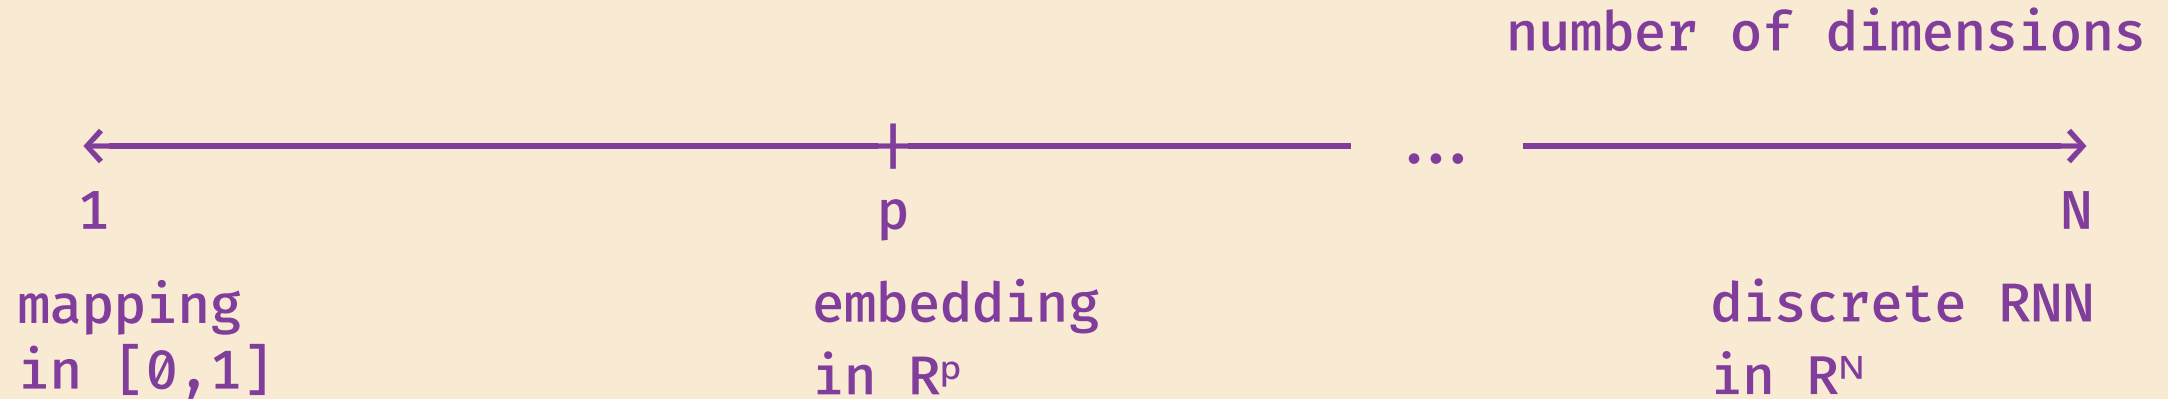 number of dimensions
...
1
p
N
mapping
in [0,1]
embedding
in Rᵖ
discrete RNN
in Rᴺ